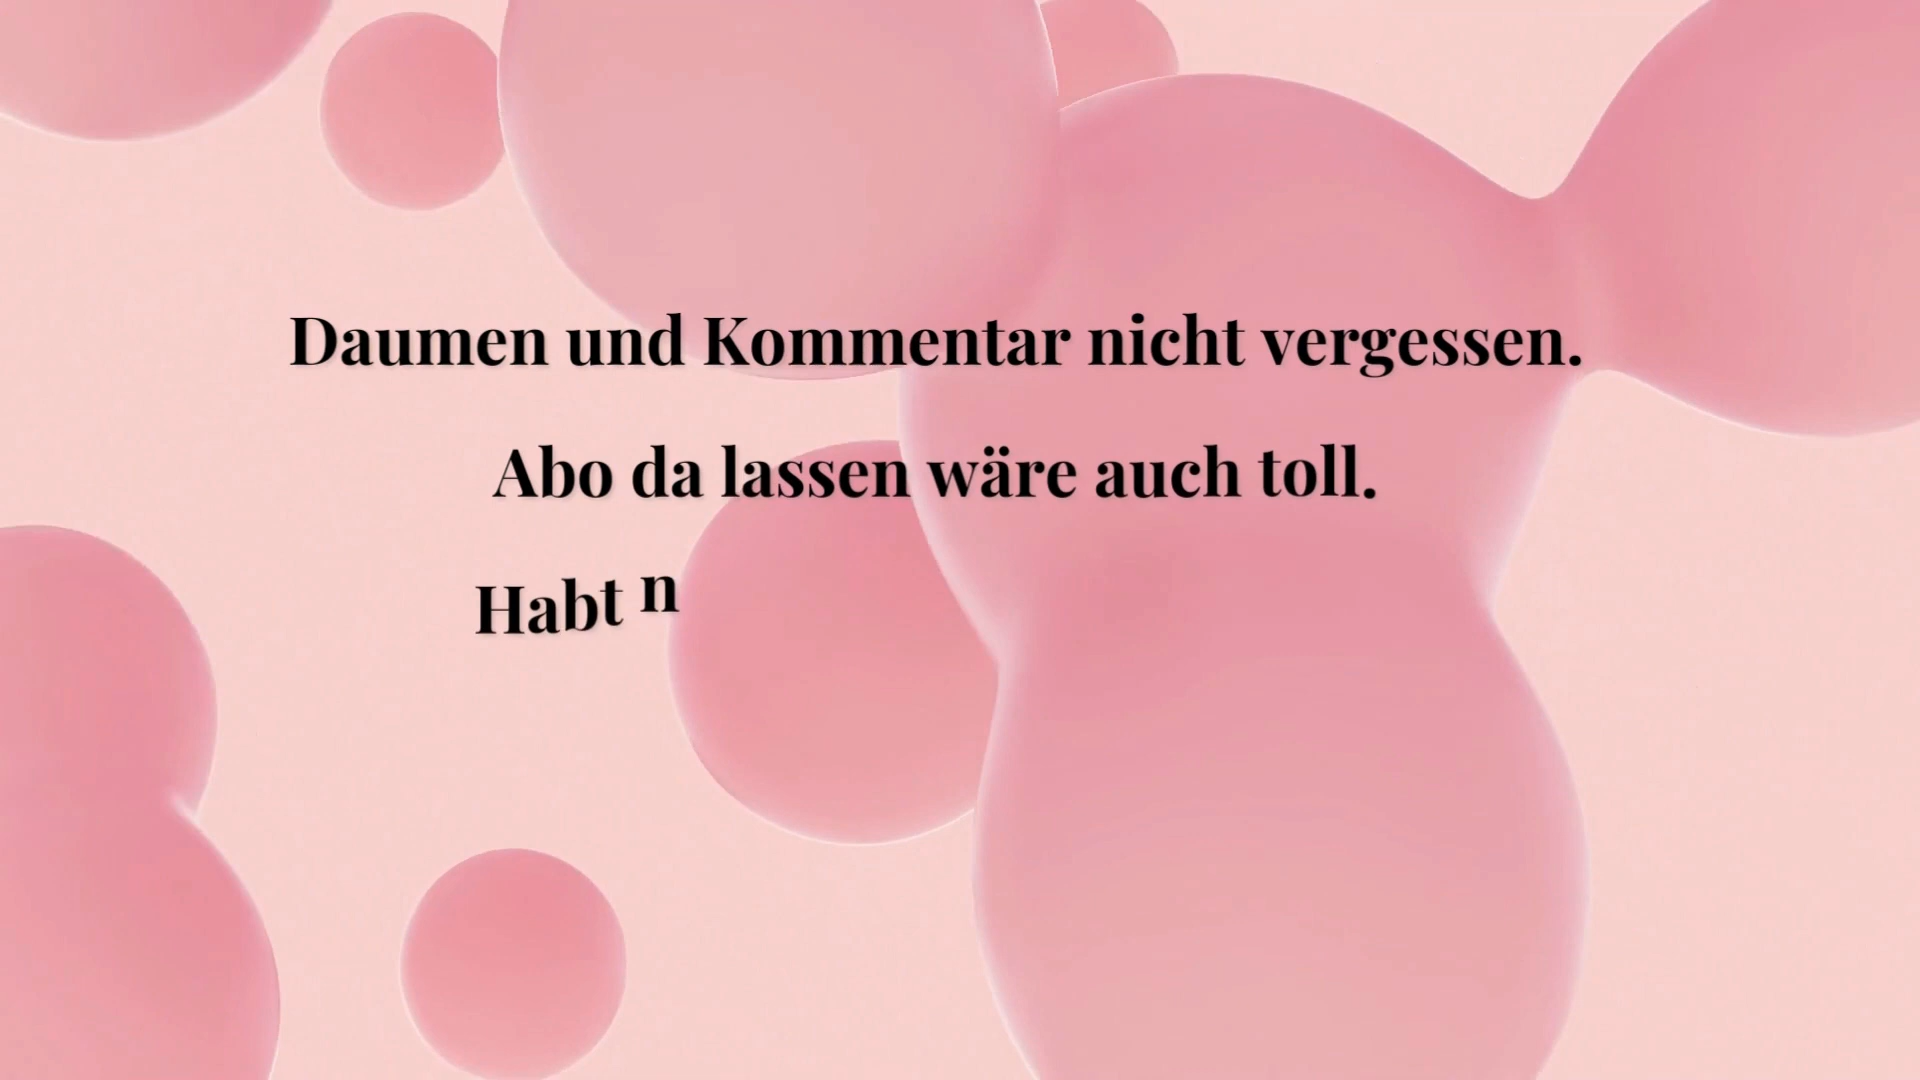 Daumen und Kommentar nicht vergessen.
Abo da lassen wäre auch toll.
Habt n